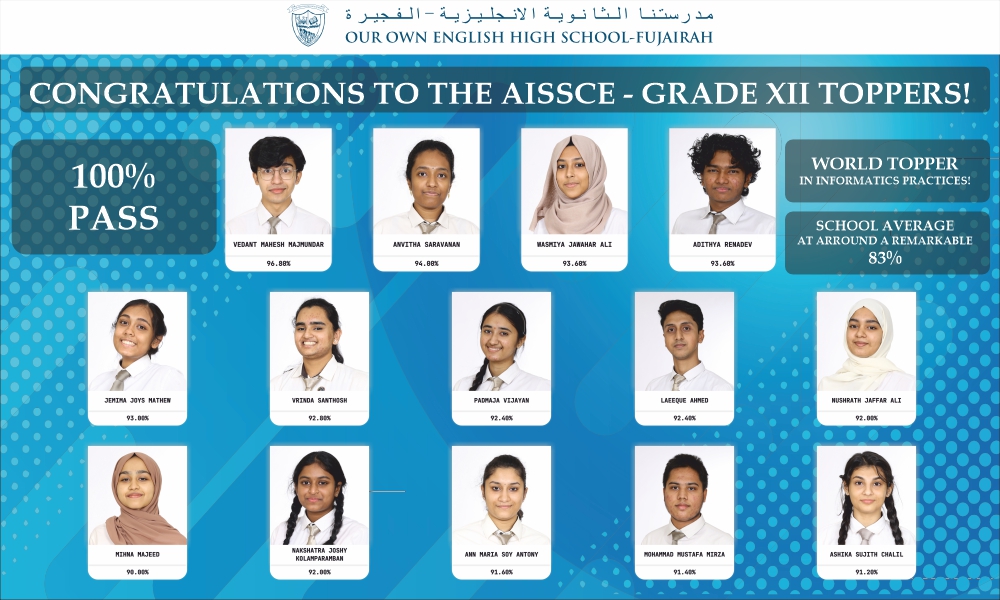 مدرستنا الثانوية الانجليزية - الفجيرة
OUR OWN ENGLISH HIGH SCHOOL-FUJAIRAH
CONGRATULATIONS TO THE AISSCE - GRADE XII TOPPERS!
100%
PASS
VEDANT MAHESH MAJMUNDAR
96.80%
ANVITHA SARAVANAN
94.00%
WASMIYA JAWAHAR ALI
93.60%
ADITHYA RENADEV
93.60%
WORLD TOPPER
IN INFORMATICS PRACTICES!
SCHOOL AVERAGE
AT ARROUND A REMARKABLE
83%
JEMIMA JOYS MATHEW
93.00%
VRINDA SANTHOSH
92.80%
PADMAJA VIJAYAN
92.40%
LAEEQUE AHMED
92.40%
NUSHRATH JAFFAR ALI
92.00%
MIHNA MAJEED
90.00%
NAKSHATRA JOSHY
KOLAMPARAMBAN
92.00%
ANN MARIA SOY ANTONY
91.60%
MOHAMMAD MUSTAFA MIRZA
91.40%
ASHIKA SUJITH CHALIL
91.20%